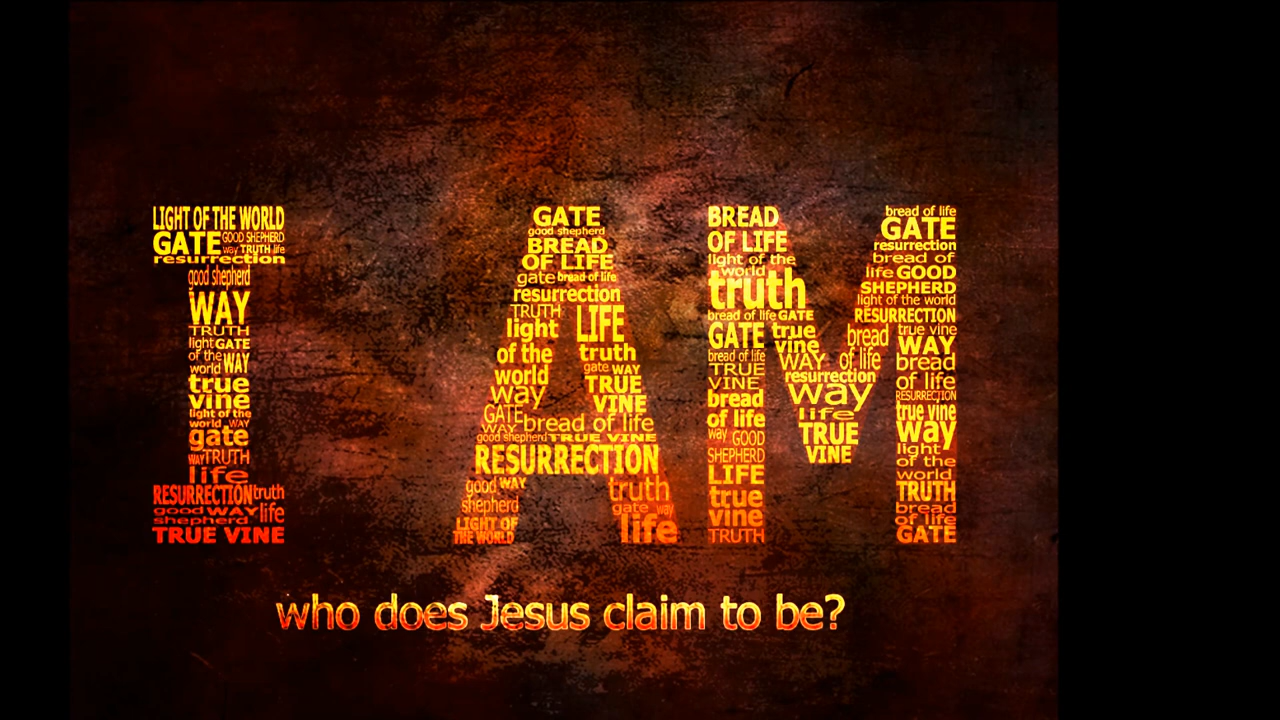 LIGHT OF THE WORLD
GATE GOOD SHEPHERD
way TRUTH life
resurrection
good shepherd
WAY
TRUTH
light GATE
of the WAY
world
true
vine
light of the
world WAY
gate
WAY TRUTH
life
RESURRECTION truth
good WAY life
shepherd
TRUE VINE
GATE
good shepherd
BREAD
OF LIFE
gate bread of life
resurrection
TRUTH LIFE
light
of the truth
world gate WAY
way TRUE
VINE
GATE bread of life
WAY
good shepherd TRUE VINE
RESURRECTION
good WAY truth
shepherd gate way
LIGHT OF life
THE WORLD
BREAD
OF LIFE
light of the
world
truth
bread of life GATE
GATE true
vine
bread of life WAY
TRUE
VINE
resurrection
bread way
of life life
way GOOD TRUE
SHEPHERD VINE
LIFE
true
vine
TRUTH
bread of life
GATE
resurrection
bread of
life GOOD
SHEPHERD
light of the world
RESURRECTION
bread true vine
of life WAY
bread
of life
RESURRECTION
true vine
way
light
of the
world
TRUTH
bread
of life
GATE
who does Jesus claim to be?